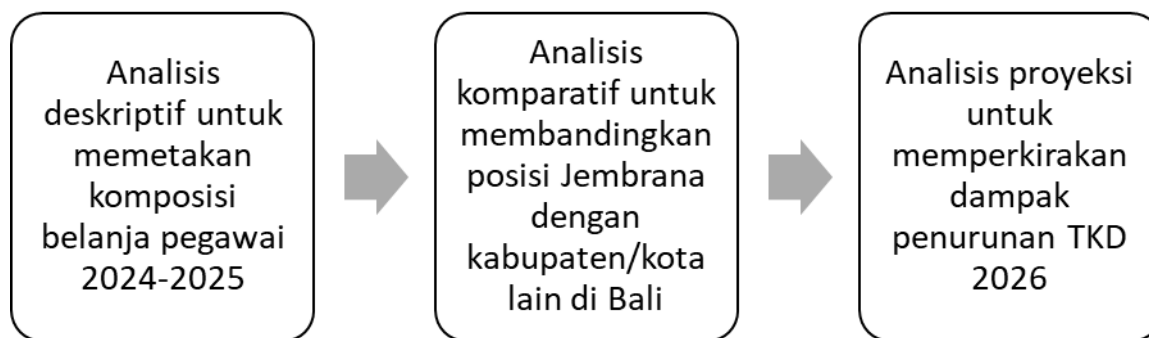 Analisis
deskriptif untuk
memetakan
komposisi
belanja pegawai
2024-2025
Analisis
komparatif untuk
membandingkan
posisi Jembrana
dengan
kabupaten/kota
lain di Bali
Analisis proyeksi
untuk
memperkirakan
dampak
penurunan TKD
2026